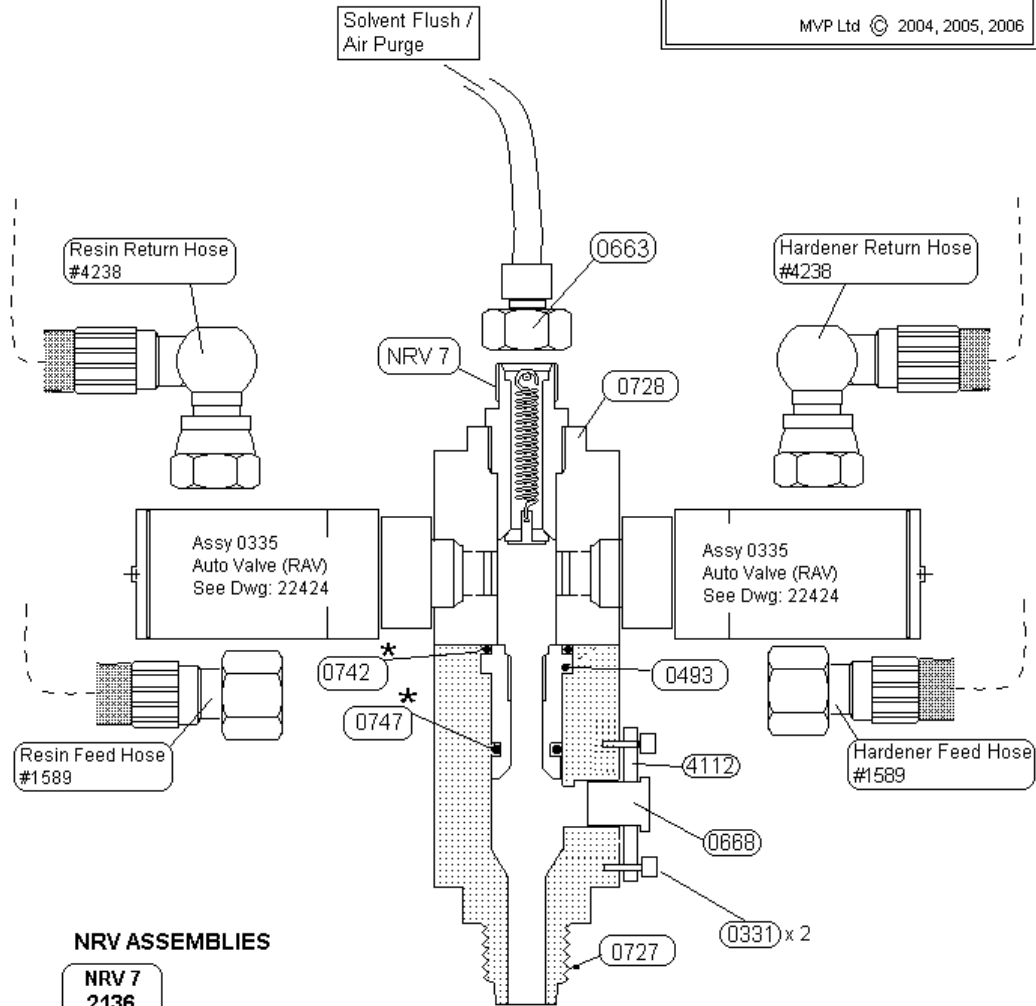 MVP Ltd © 2004, 2005, 2006
Solvent Flush /
Air Purge
Resin Return Hose
#4238
0663
Hardener Return Hose
#4238
NRV 7
0728
Assy 0335
Auto Valve (RAV)
See Dwg: 22424
Assy 0335
Auto Valve (RAV)
See Dwg: 22424
*
0742
0493
*
0747
Resin Feed Hose
#1589
4112
Hardener Feed Hose
#1589
0668
0331 x 2
NRV ASSEMBLIES
0727
NRV 7
2136